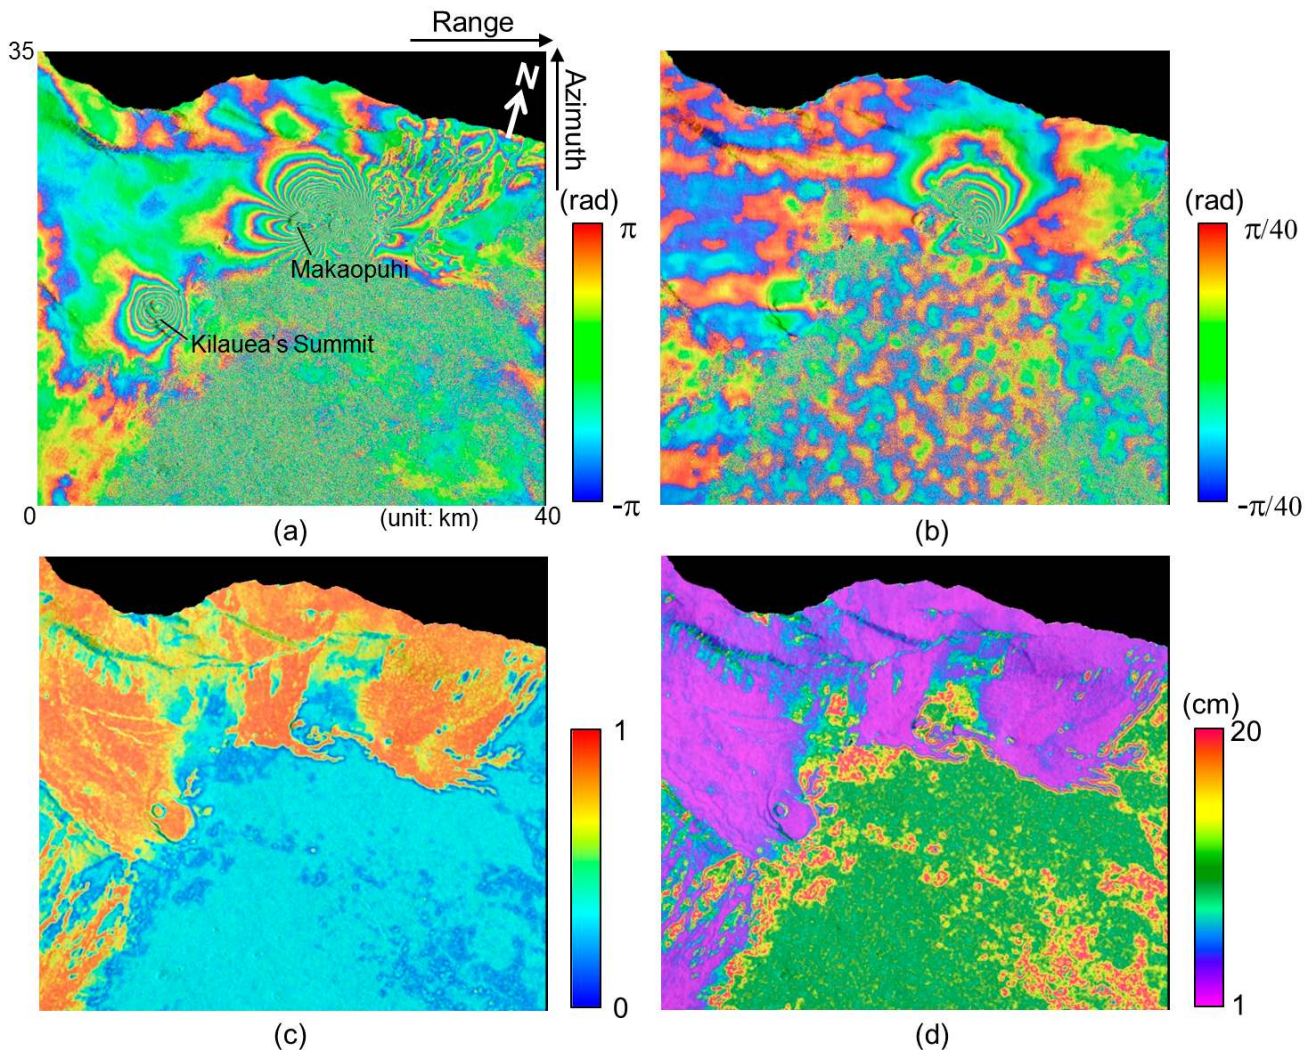 Range
35
N
Azimuth
(rad)
π
Makaopuhi
Kilauea's Summit
-π
0
(unit: km)
40
(a)
(rad)
π/40
-π/40
(b)
1
0
(c)
(cm)
20
1
(d)